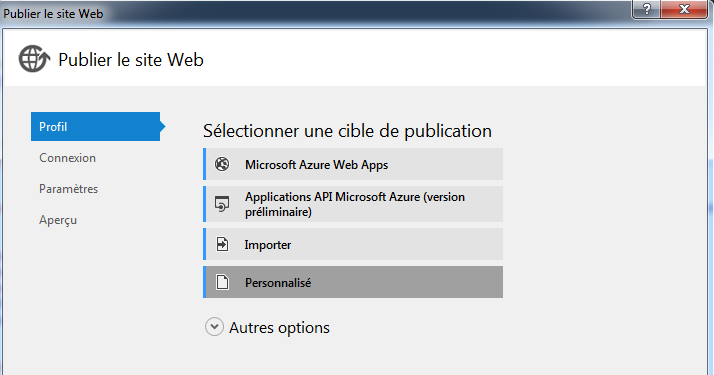 Publier le site Web
?
Publier le site Web
Profil
Connexion
Paramètres
Aperçu
Sélectionner une cible de publication
Microsoft Azure Web Apps
Applications API Microsoft Azure (version
préliminaire)
Importer
Personnalisé
Autres options